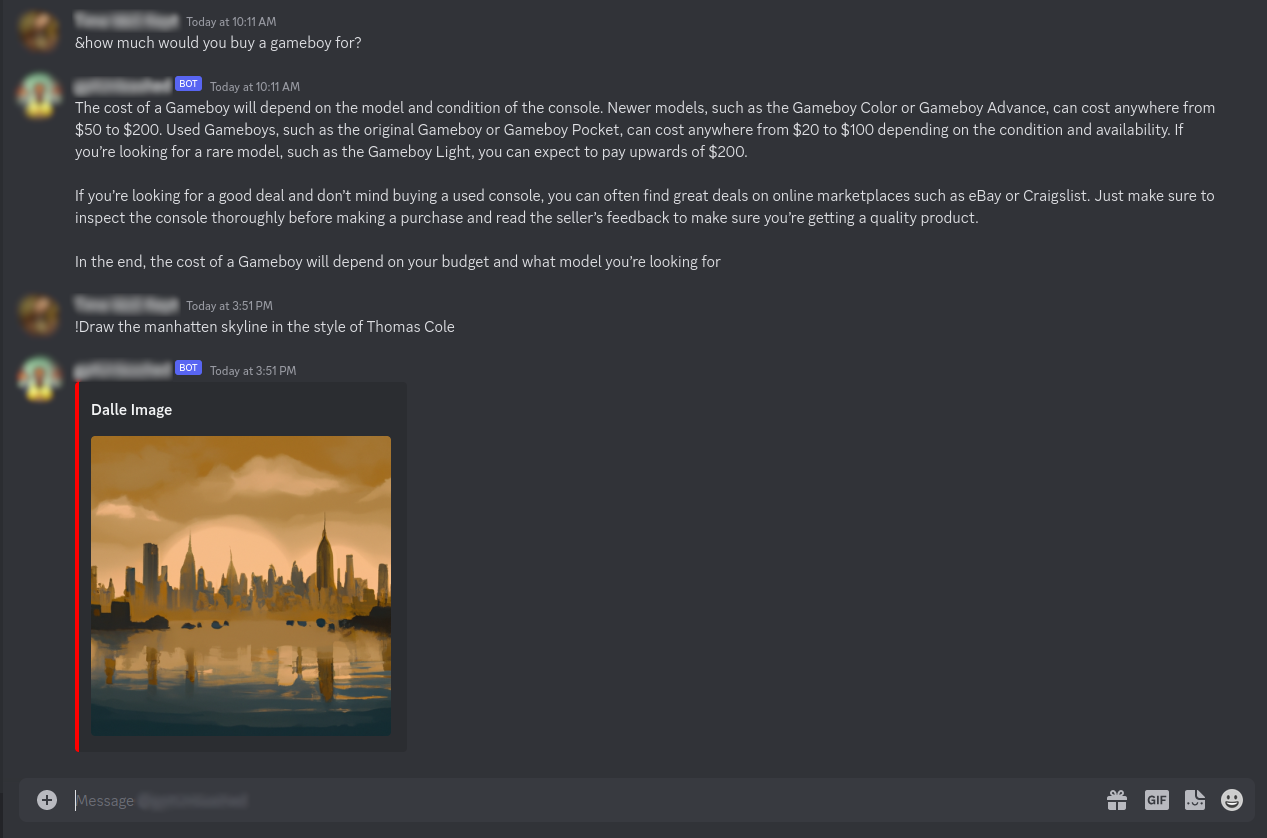 Today at 10:11 AM
&how much would you buy a gameboy for?
BOT Today at 10:11 AM
The cost of a Gameboy will depend on the model and condition of the console. Newer models, such as the Gameboy Color or Gameboy Advance, can cost anywhere from
$50 to $200. Used Gameboys, such as the original Gameboy or Gameboy Pocket, can cost anywhere from $20 to $100 depending on the condition and availability. If
you’re looking for a rare model, such as the Gameboy Light, you can expect to pay upwards of $200.
If you’re looking for a good deal and don’t mind buying a used console, you can often find great deals on online marketplaces such as eBay or Craigslist. Just make sure to
inspect the console thoroughly before making a purchase and read the seller’s feedback to make sure you’re getting a quality product.
In the end, the cost of a Gameboy will depend on your budget and what model you’re looking for
Today at 3:51 PM
!Draw the manhatten skyline in the style of Thomas Cole
BOT Today at 3:51 PM
Dalle Image
Message
GIF